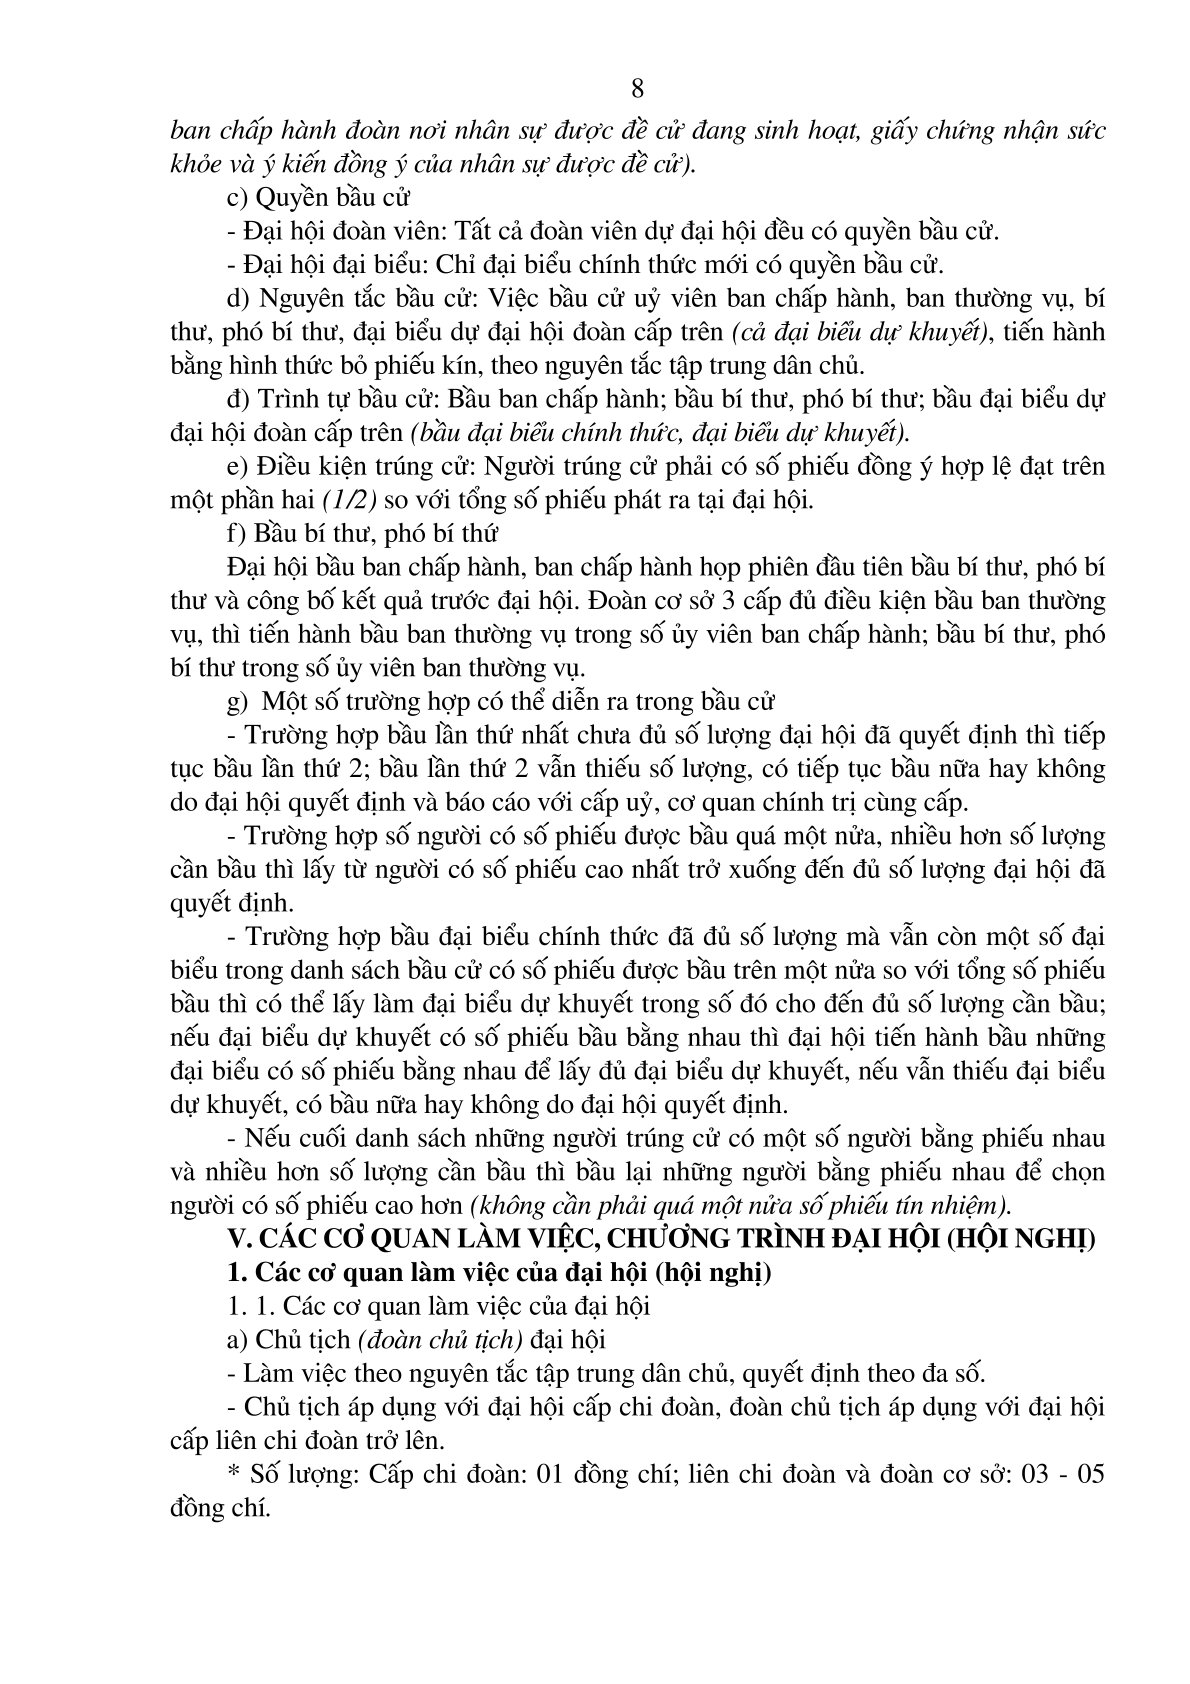 8
ban chấp hành đoàn nơi nhân sự được đề cử đang sinh hoạt, giấy chứng nhận sức
khỏe và ý kiến đồng ý của nhân sự được đề cử).
c) Quyền bầu cử
- Đại hội đoàn viên: Tất cả đoàn viên dự đại hội đều có quyền bầu cử.
- Đại hội đại biểu: Chỉ đại biểu chính thức mới có quyền bầu cử.
d) Nguyên tắc bầu cử: Việc bầu cử uỷ viên ban chấp hành, ban thường vụ, bí
thư, phó bí thư, đại biểu dự đại hội đoàn cấp trên (cả đại biểu dự khuyết), tiến hành
bằng hình thức bỏ phiếu kín, theo nguyên tắc tập trung dân chủ.
đ) Trình tự bầu cử: Bầu ban chấp hành; bầu bí thư, phó bí thư; bầu đại biểu dự
đại hội đoàn cấp trên (bầu đại biểu chính thức, đại biểu dự khuyết).
e) Điều kiện trúng cử: Người trúng cử phải có số phiếu đồng ý hợp lệ đạt trên
một phần hai (1/2) so với tổng số phiếu phát ra tại đại hội.
f) Bầu bí thư, phó bí thứ
Đại hội bầu ban chấp hành, ban chấp hành họp phiên đầu tiên bầu bí thư, phó bí
thư và công bố kết quả trước đại hội. Đoàn cơ sở 3 cấp đủ điều kiện bầu ban thường
vụ, thì tiến hành bầu ban thường vụ trong số ủy viên ban chấp hành; bầu bí thư, phó
bí thư trong số ủy viên ban thường vụ.
g)  Một số trường hợp có thể diễn ra trong bầu cử
- Trường hợp bầu lần thứ nhất chưa đủ số lượng đại hội đã quyết định thì tiếp
tục bầu lần thứ 2; bầu lần thứ 2 vẫn thiếu số lượng, có tiếp tục bầu nữa hay không
do đại hội quyết định và báo cáo với cấp uỷ, cơ quan chính trị cùng cấp.
- Trường hợp số người có số phiếu được bầu quá một nửa, nhiều hơn số lượng
cần bầu thì lấy từ người có số phiếu cao nhất trở xuống đến đủ số lượng đại hội đã
quyết định.
- Trường hợp bầu đại biểu chính thức đã đủ số lượng mà vẫn còn một số đại
biểu trong danh sách bầu cử có số phiếu được bầu trên một nửa so với tổng số phiếu
bầu thì có thể lấy làm đại biểu dự khuyết trong số đó cho đến đủ số lượng cần bầu;
nếu đại biểu dự khuyết có số phiếu bầu bằng nhau thì đại hội tiến hành bầu những
đại biểu có số phiếu bằng nhau để lấy đủ đại biểu dự khuyết, nếu vẫn thiếu đại biểu
dự khuyết, có bầu nữa hay không do đại hội quyết định.
- Nếu cuối danh sách những người trúng cử có một số người bằng phiếu nhau
và nhiều hơn số lượng cần bầu thì bầu lại những người bằng phiếu nhau để chọn
người có số phiếu cao hơn (không cần phải quá một nửa số phiếu tín nhiệm).
V. CÁC CƠ QUAN LÀM VIỆC, CHƯƠNG TRÌNH ĐẠI HỘI (HỘI NGHỊ)
1. Các cơ quan làm việc của đại hội (hội nghị)
1. 1. Các cơ quan làm việc của đại hội
a) Chủ tịch (đoàn chủ tịch) đại hội
- Làm việc theo nguyên tắc tập trung dân chủ, quyết định theo đa số.
- Chủ tịch áp dụng với đại hội cấp chi đoàn, đoàn chủ tịch áp dụng với đại hội
cấp liên chi đoàn trở lên.
* Số lượng: Cấp chi đoàn: 01 đồng chí; liên chi đoàn và đoàn cơ sở: 03 - 05
đồng chí.